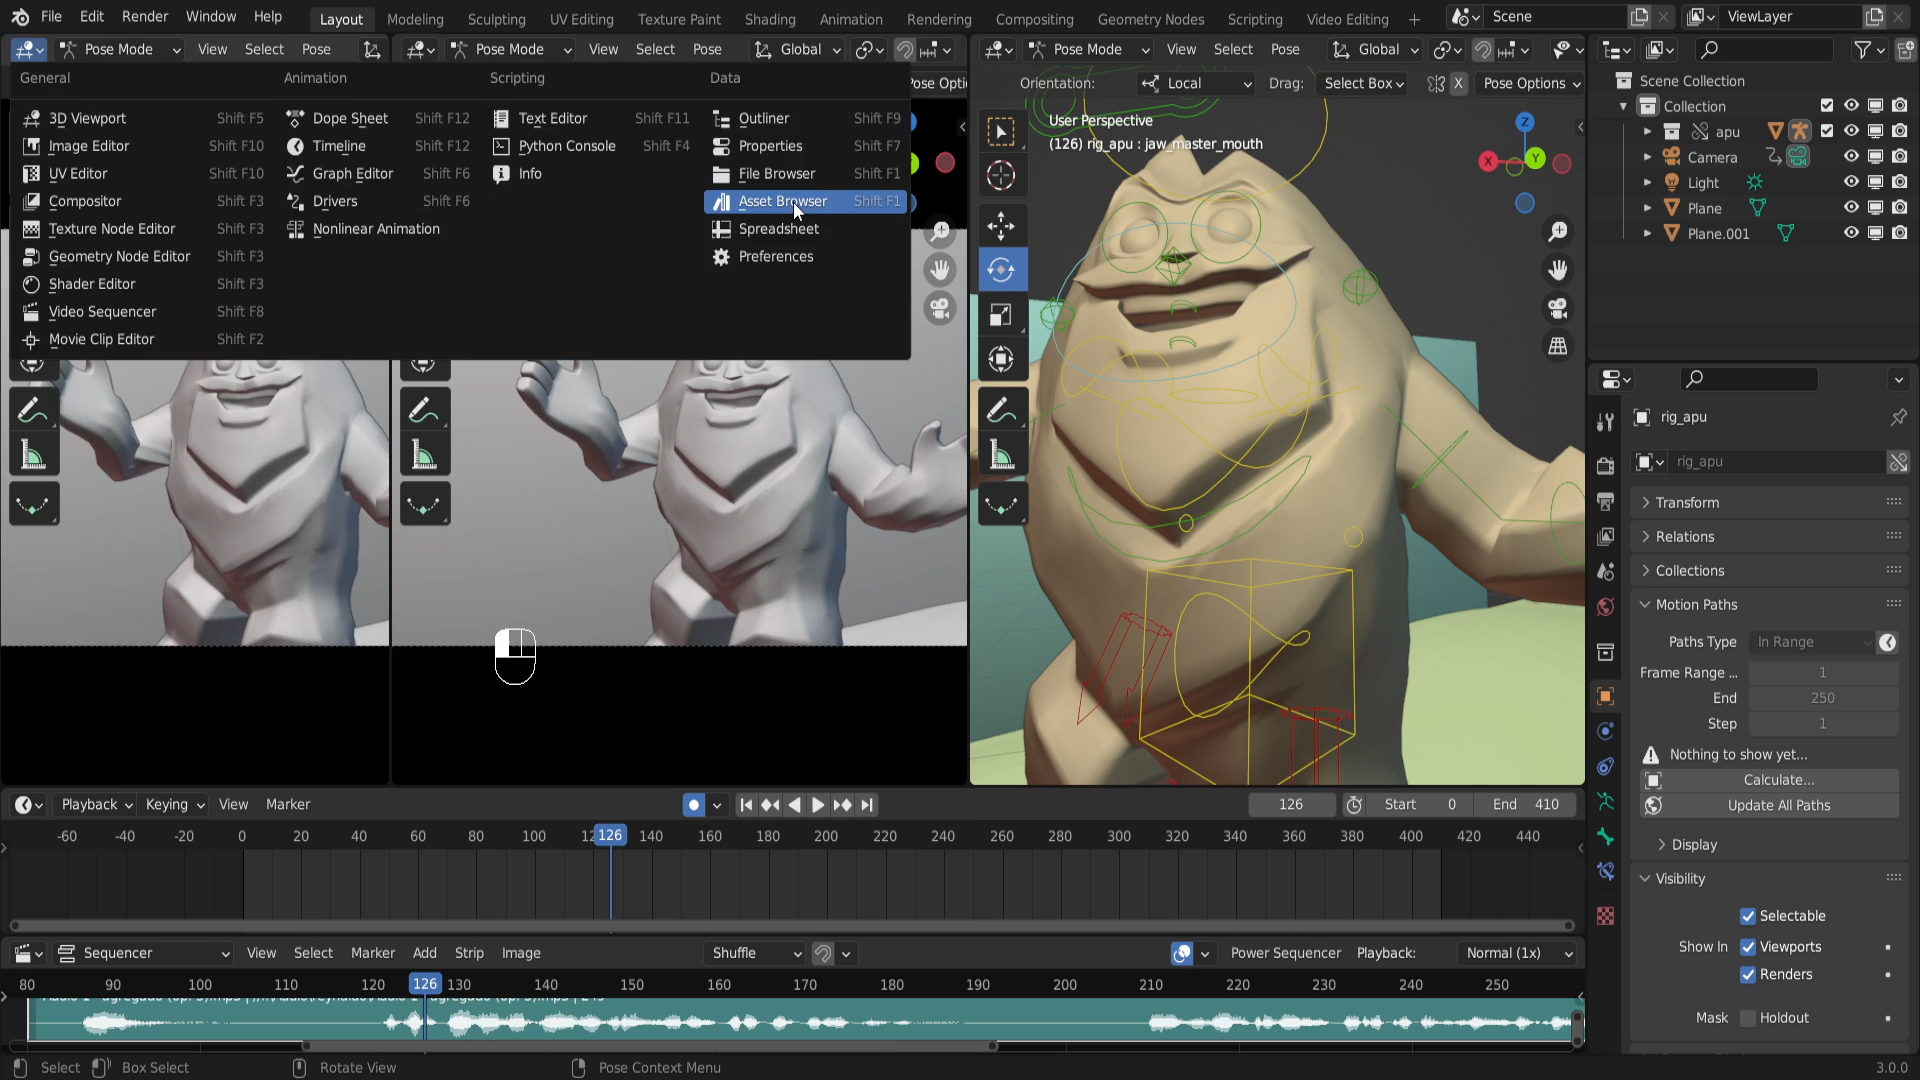 File Edit Render Window Help Layout Modeling Sculpting UV Editing Texture Paint Shading Animation Rendering Compositing Geometry Nodes Scripting Video Editing + Scene ViewLayer
Pose Mode View Select Pose Pose Mode View Select Pose Global Pose Mode View Select Pose Global
General Animation Scripting Data
Pose Opti
Orientation: Local Drag: Select Box X Pose Options
3D Viewport Shift F5 Dope Sheet Shift F12 Text Editor Shift F11 Outliner Shift F9
Image Editor Shift F10 Timeline Shift F12 Python Console Shift F4 Properties Shift F7
UV Editor Shift F10 Graph Editor Shift F6 Info File Browser Shift F1
Compositor Shift F3 Drivers Shift F6 Asset Browser Shift F1
Texture Node Editor Shift F3 Nonlinear Animation Spreadsheet
Geometry Node Editor Shift F3 Preferences
Shader Editor Shift F3
Video Sequencer Shift F8
Movie Clip Editor Shift F2
User Perspective
(126) rig_apu : jaw_master_mouth
Z
X
Y
Scene Collection
Collection
apu
Camera
Light
Plane
Plane.001
rig_apu
rig_apu
Transform
Relations
Collections
Motion Paths
Paths Type In Range
Frame Range ... 1
End 250
Step 1
Nothing to show yet...
Calculate...
Update All Paths
Display
Visibility
Selectable
Show In Viewports
Renders
Mask Holdout
Playback Keying View Marker 126 Start 0 End 410
-60 -40 -20 0 20 40 60 80 100 126 140 160 180 200 220 240 260 280 300 320 340 360 380 400 420 440
Sequencer View Select Marker Add Strip Image Shuffle Power Sequencer Playback: Normal (1x)
80 90 100 110 120 126 130 140 150 160 170 180 190 200 210 220 230 240 250
Select Box Select Rotate View Pose Context Menu 3.0.0